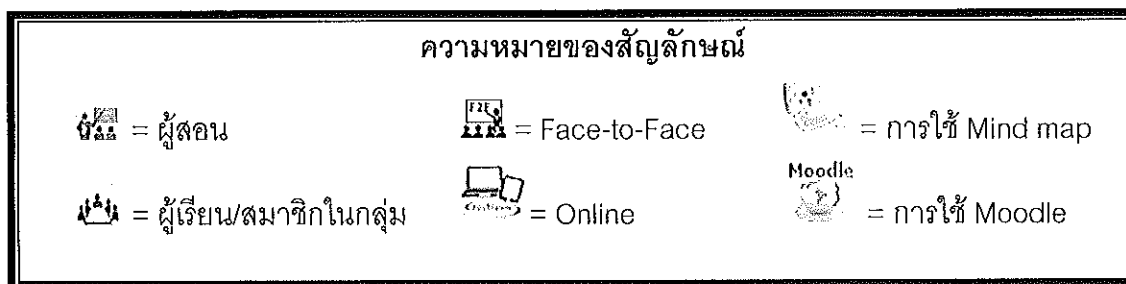 ความหมายของสัญลักษณ์
= ผู้สอน F2F = Face-to-Face = การใช้ Mind map
Moodle
= ผู้เรียน/สมาชิกในกลุ่ม Online = Online = การใช้ Moodle